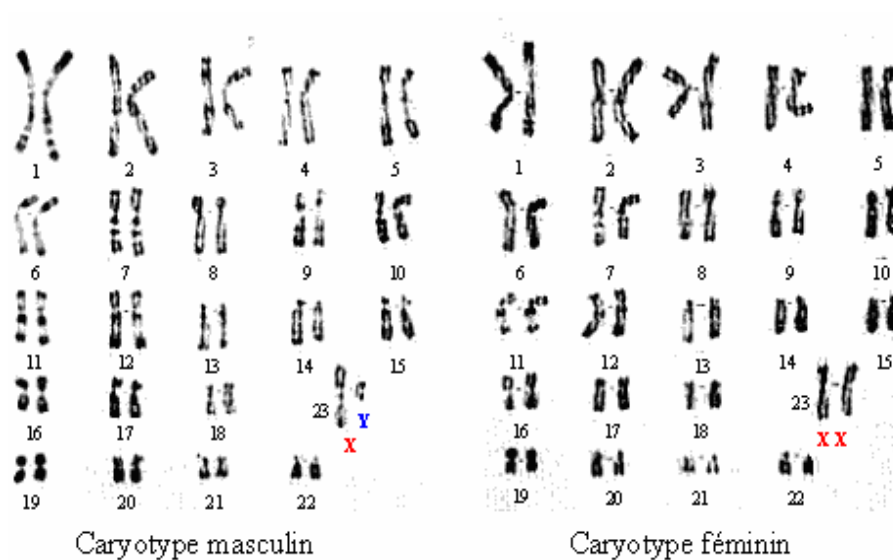 1 2 3 4 5
6 7 8 9 10
11 12 13 14 15
16 17 18 23 X Y
19 20 21 22
Caryotype masculin
1 2 3 4 5
6 7 8 9 10
11 12 13 14 15
16 17 18 23 X X
19 20 21 22
Caryotype féminin